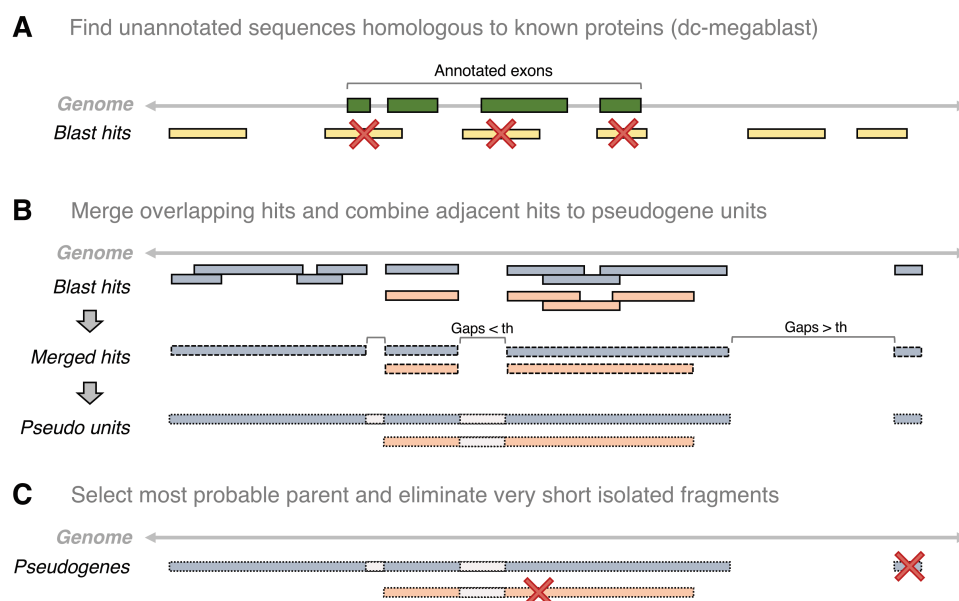 A Find unannotated sequences homologous to known proteins (dc-megablast)
Annotated exons
Genome
Blast hits
B Merge overlapping hits and combine adjacent hits to pseudogene units
Genome
Blast hits
Gaps < th
Gaps > th
Merged hits
Pseudo units
C Select most probable parent and eliminate very short isolated fragments
Genome
Pseudogenes